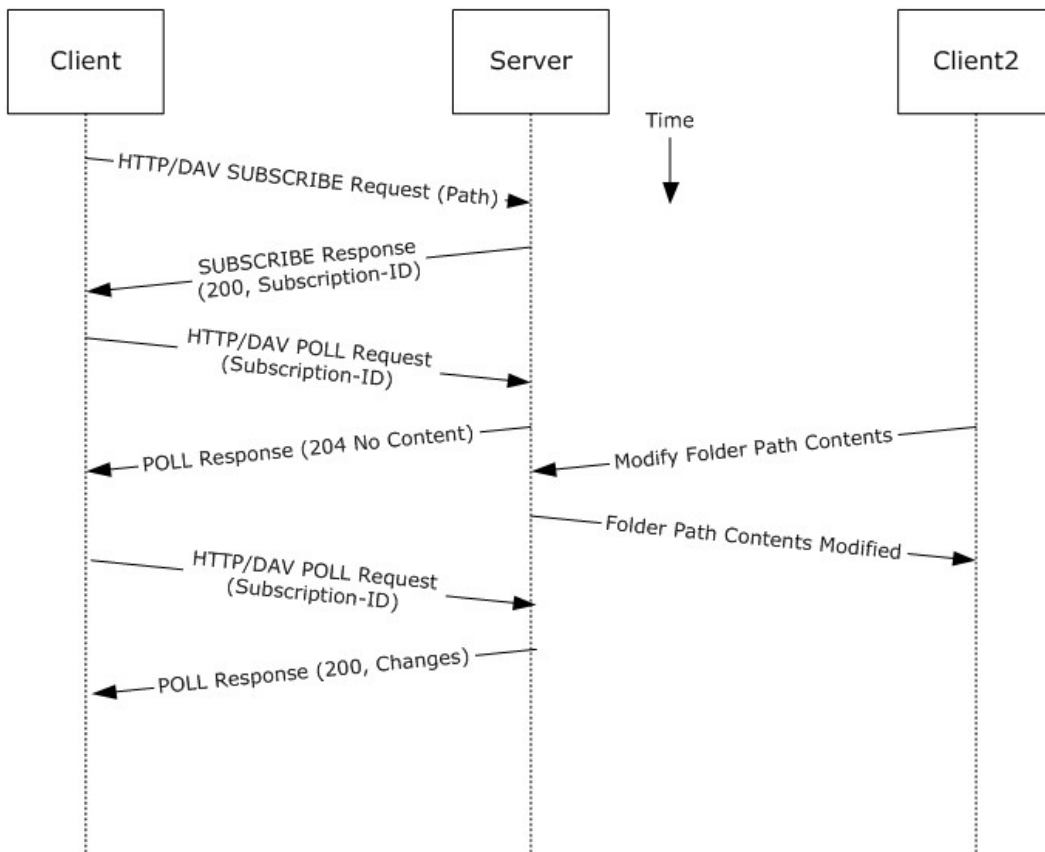 Client
Server
Client2
Time
HTTP/DAV SUBSCRIBE Request (Path)
SUBSCRIBE Response
(200, Subscription-ID)
HTTP/DAV POLL Request
(Subscription-ID)
POLL Response (204 No Content)
Modify Folder Path Contents
Folder Path Contents Modified
HTTP/DAV POLL Request
(Subscription-ID)
POLL Response (200, Changes)